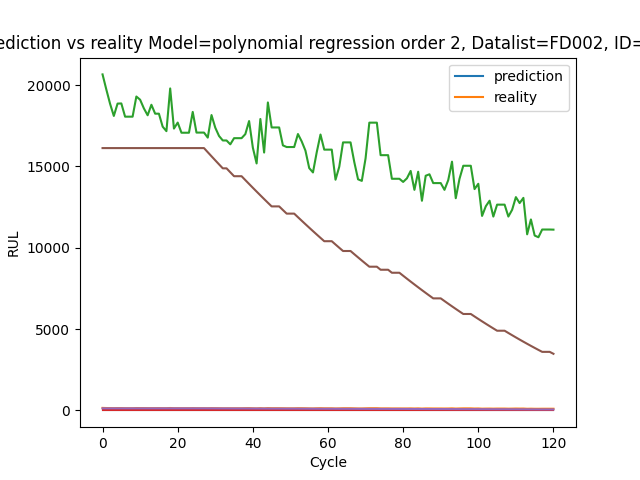 ediction vs reality Model=polynomial regression order 2, Datalist=FD002, ID=
prediction
reality
RUL
20000
15000
10000
5000
0
0 20 40 60 80 100 120
Cycle